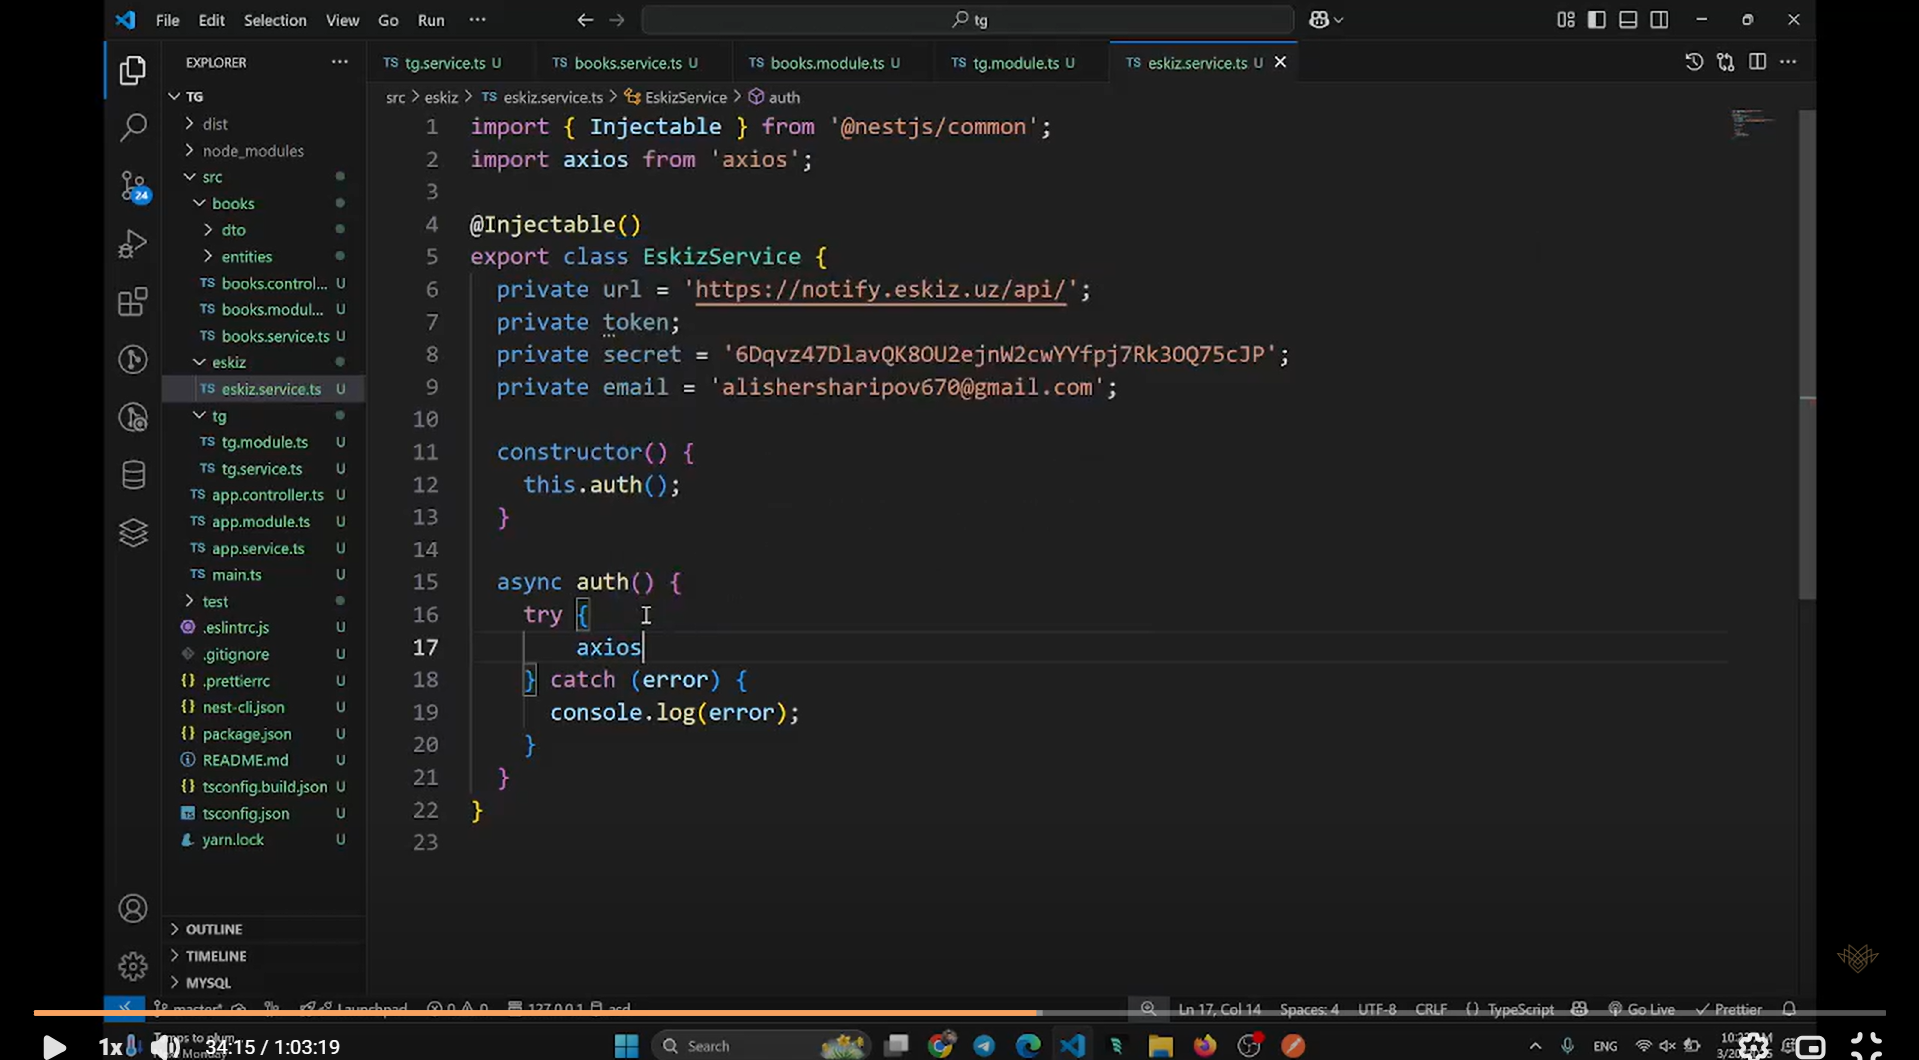 File Edit Selection View Go Run ··· tg
EXPLORER ···
TG
dist
node_modules
src
books
dto
entities
TS books.control... U
TS books.modul... U
TS books.service.ts U
eskiz
TS eskiz.service.ts U
tg
TS tg.module.ts U
TS tg.service.ts U
TS app.controller.ts U
TS app.module.ts U
TS app.service.ts U
TS main.ts U
test
.eslintrc.js U
.gitignore U
{} .prettierrc U
{} nest-cli.json U
{} package.json U
README.md U
{} tsconfig.build.json U
tsconfig.json U
yarn.lock U
OUTLINE
TIMELINE
MYSQL
24
TS tg.service.ts U TS books.service.ts U TS books.module.ts U TS tg.module.ts U TS eskiz.service.ts U
src > eskiz > TS eskiz.service.ts > EskizService > auth
1 import { Injectable } from '@nestjs/common';
2 import axios from 'axios';
3
4 @Injectable()
5 export class EskizService {
6 private url = 'https://notify.eskiz.uz/api/';
7 private token;
8 private secret = '6Dqvz47DlavQK8OU2ejnW2cwYYfpj7Rk3OQ75cJP';
9 private email = 'alishersharipov670@gmail.com';
10
11 constructor() {
12 this.auth();
13 }
14
15 async auth() {
16 try {
17 axios
18 } catch (error) {
19 console.log(error);
20 }
21 }
22 }
23
master* Launchpad 0 0 127.0.0.1 asd Ln 17, Col 14 Spaces: 4 UTF-8 CRLF {} TypeScript Go Live Prettier
1x 34:15 / 1:03:19
Search
ENG